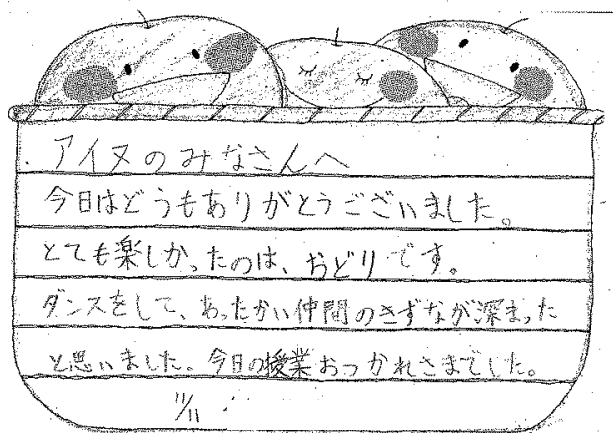 アイヌのみなさんへ
今日はどうもありがとうございました。
とても楽しかったのは、おどりです。
ダンスをして、あったかい仲間のきずなが深まった
と思いました。今日の授業おつかれさまでした。
11/11